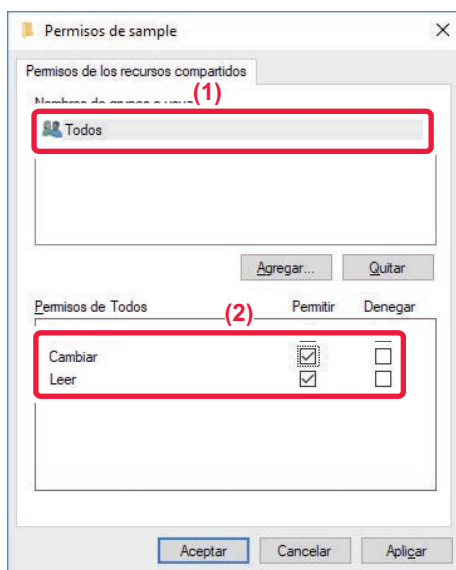 Permisos de sample
Permisos de los recursos compartidos
(1)
Todos
Agregar... Quitar
Permisos de Todos (2) Permitir Denegar
Cambiar
Leer
Aceptar Cancelar Aplicar